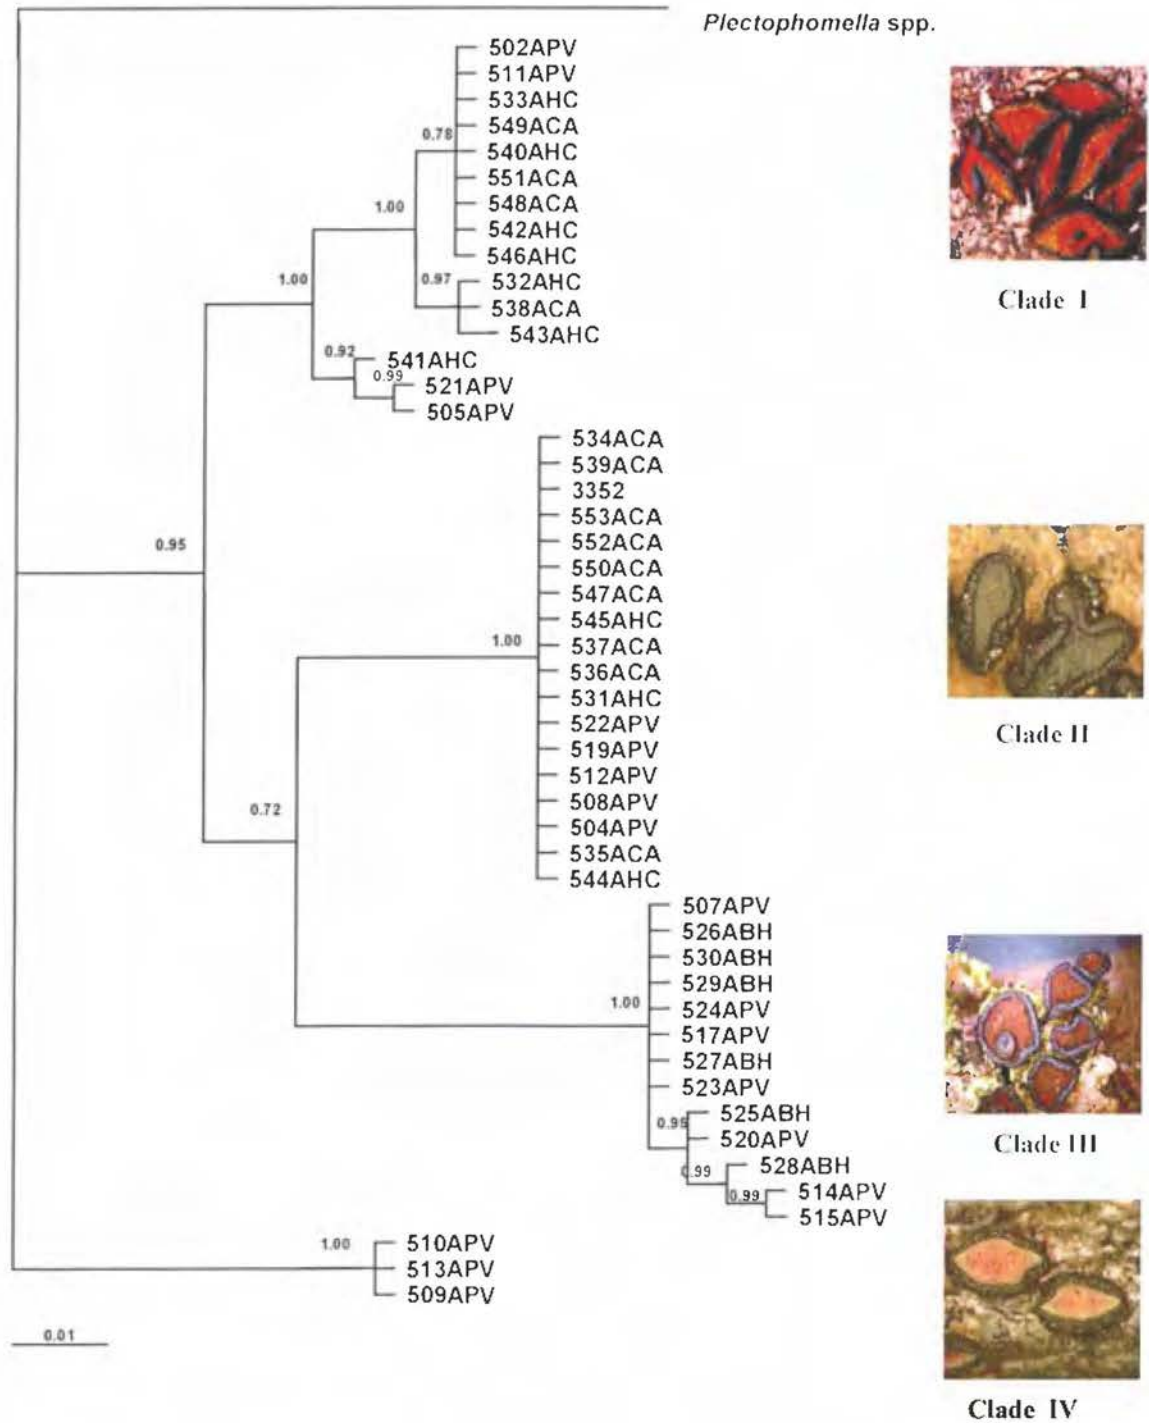 Plectophomella spp.
502APV
511APV
533AHC
549ACA
0.78
540AHC
551ACA
548ACA
1.00
542AHC
546AHC
1.00
0.97
532AHC
538ACA
543AHC
Clade I
0.92
541AHC
0.99
521APV
505APV
534ACA
539ACA
3352
553ACA
0.95
552ACA
550ACA
547ACA
545AHC
1.00
537ACA
536ACA
531AHC
522APV
Clade II
519APV
512APV
0.72
508APV
504APV
535ACA
544AHC
507APV
526ABH
530ABH
529ABH
1.00
524APV
517APV
527ABH
523APV
525ABH
520APV
Clade III
528ABH
0.99
0.99
514APV
515APV
1.00
510APV
513APV
509APV
0.01
Clade IV